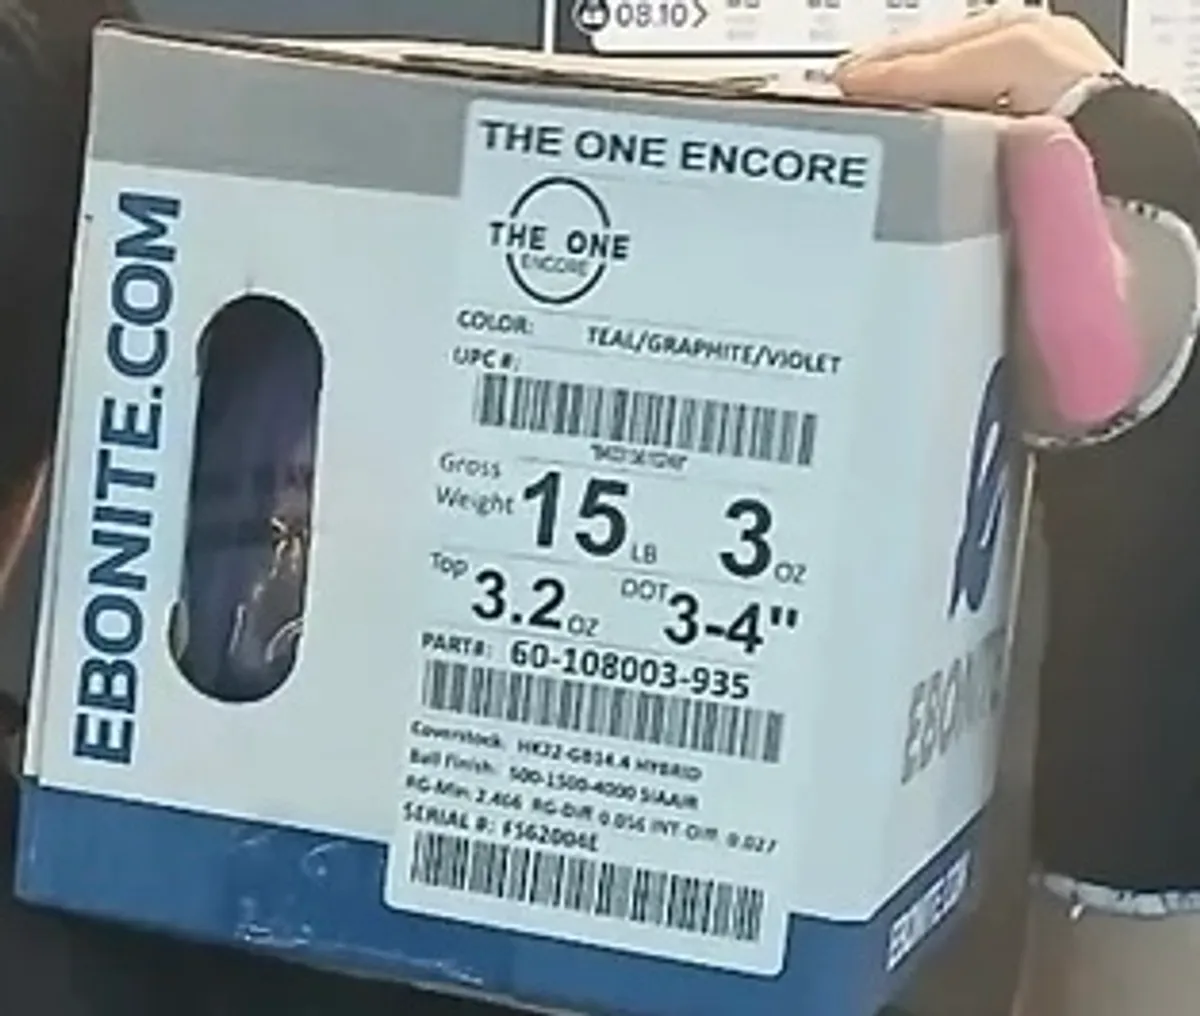 08.10
THE ONE ENCORE
THE ONE
ENCORE
COLOR: TEAL/GRAPHITE/VIOLET
UPC #:
Gross
Weight 15 LB 3 OZ
Top 3.2 OZ DOT 3-4"
PART#: 60-108003-935
Coverstock: HK22-GB14.4 HYBRID
Ball Finish: 500-1500-4000 SIAAIR
RG-Min: 2.466 RG-Diff 0.056 INT Diff 0.027
SERIAL #:
EBONITE.COM
EBONITE
EBONITE.COM